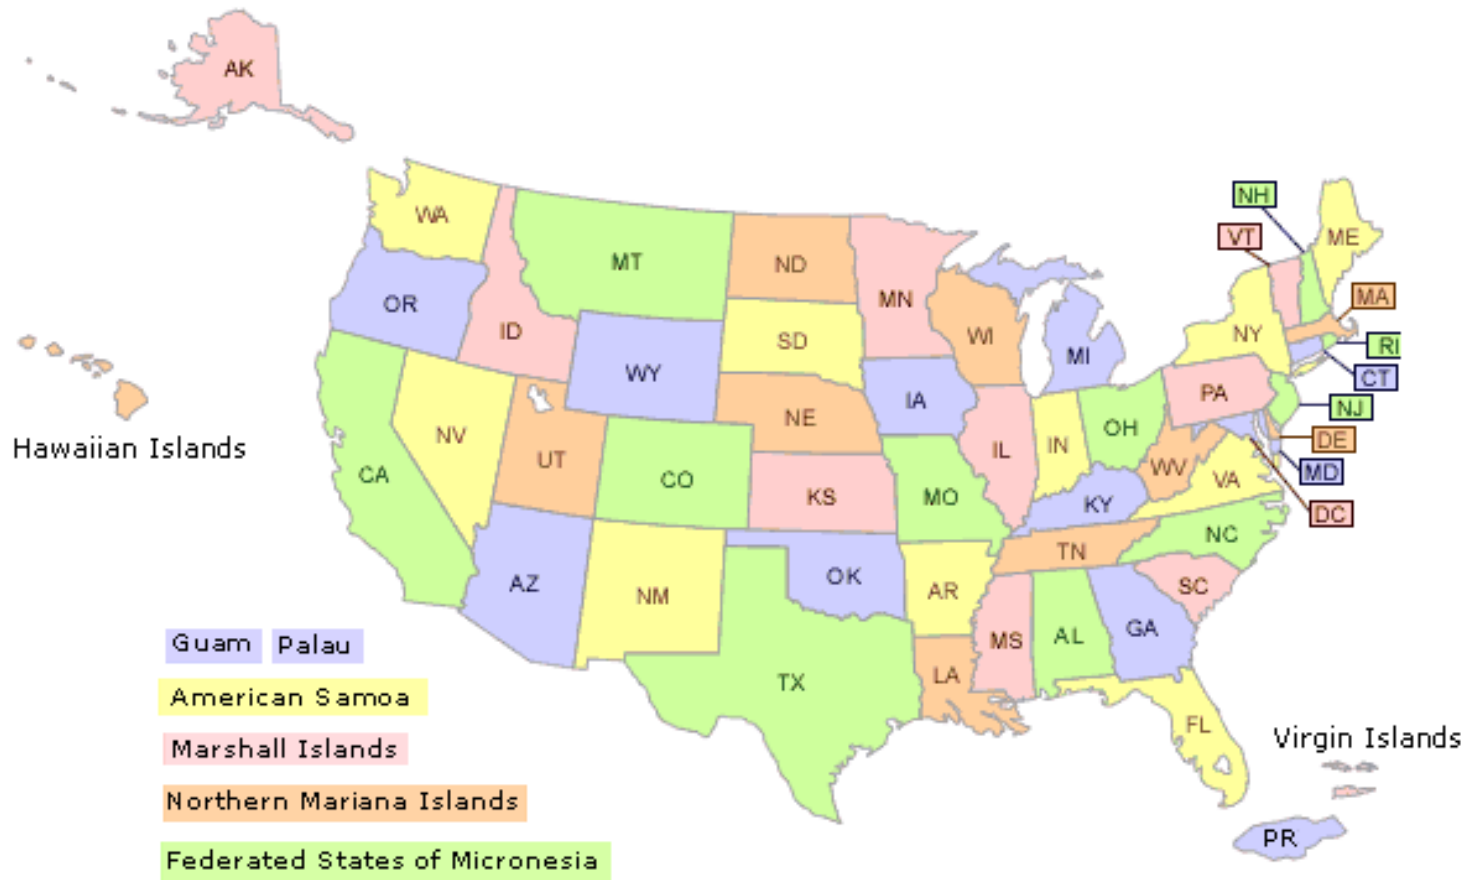 AK
WA
MT
ND
MN
OR
ID
WY
SD
WI
MI
NH
VT
ME
MA
NY
RI
CT
PA
NJ
DE
MD
DC
Hawaiian Islands
CA
NV
UT
CO
NE
IA
KS
MO
IL
IN
OH
WV
VA
KY
NC
TN
AZ
NM
OK
AR
SC
MS
AL
GA
TX
LA
FL
Virgin Islands
PR
Guam Palau
American Samoa
Marshall Islands
Northern Mariana Islands
Federated States of Micronesia